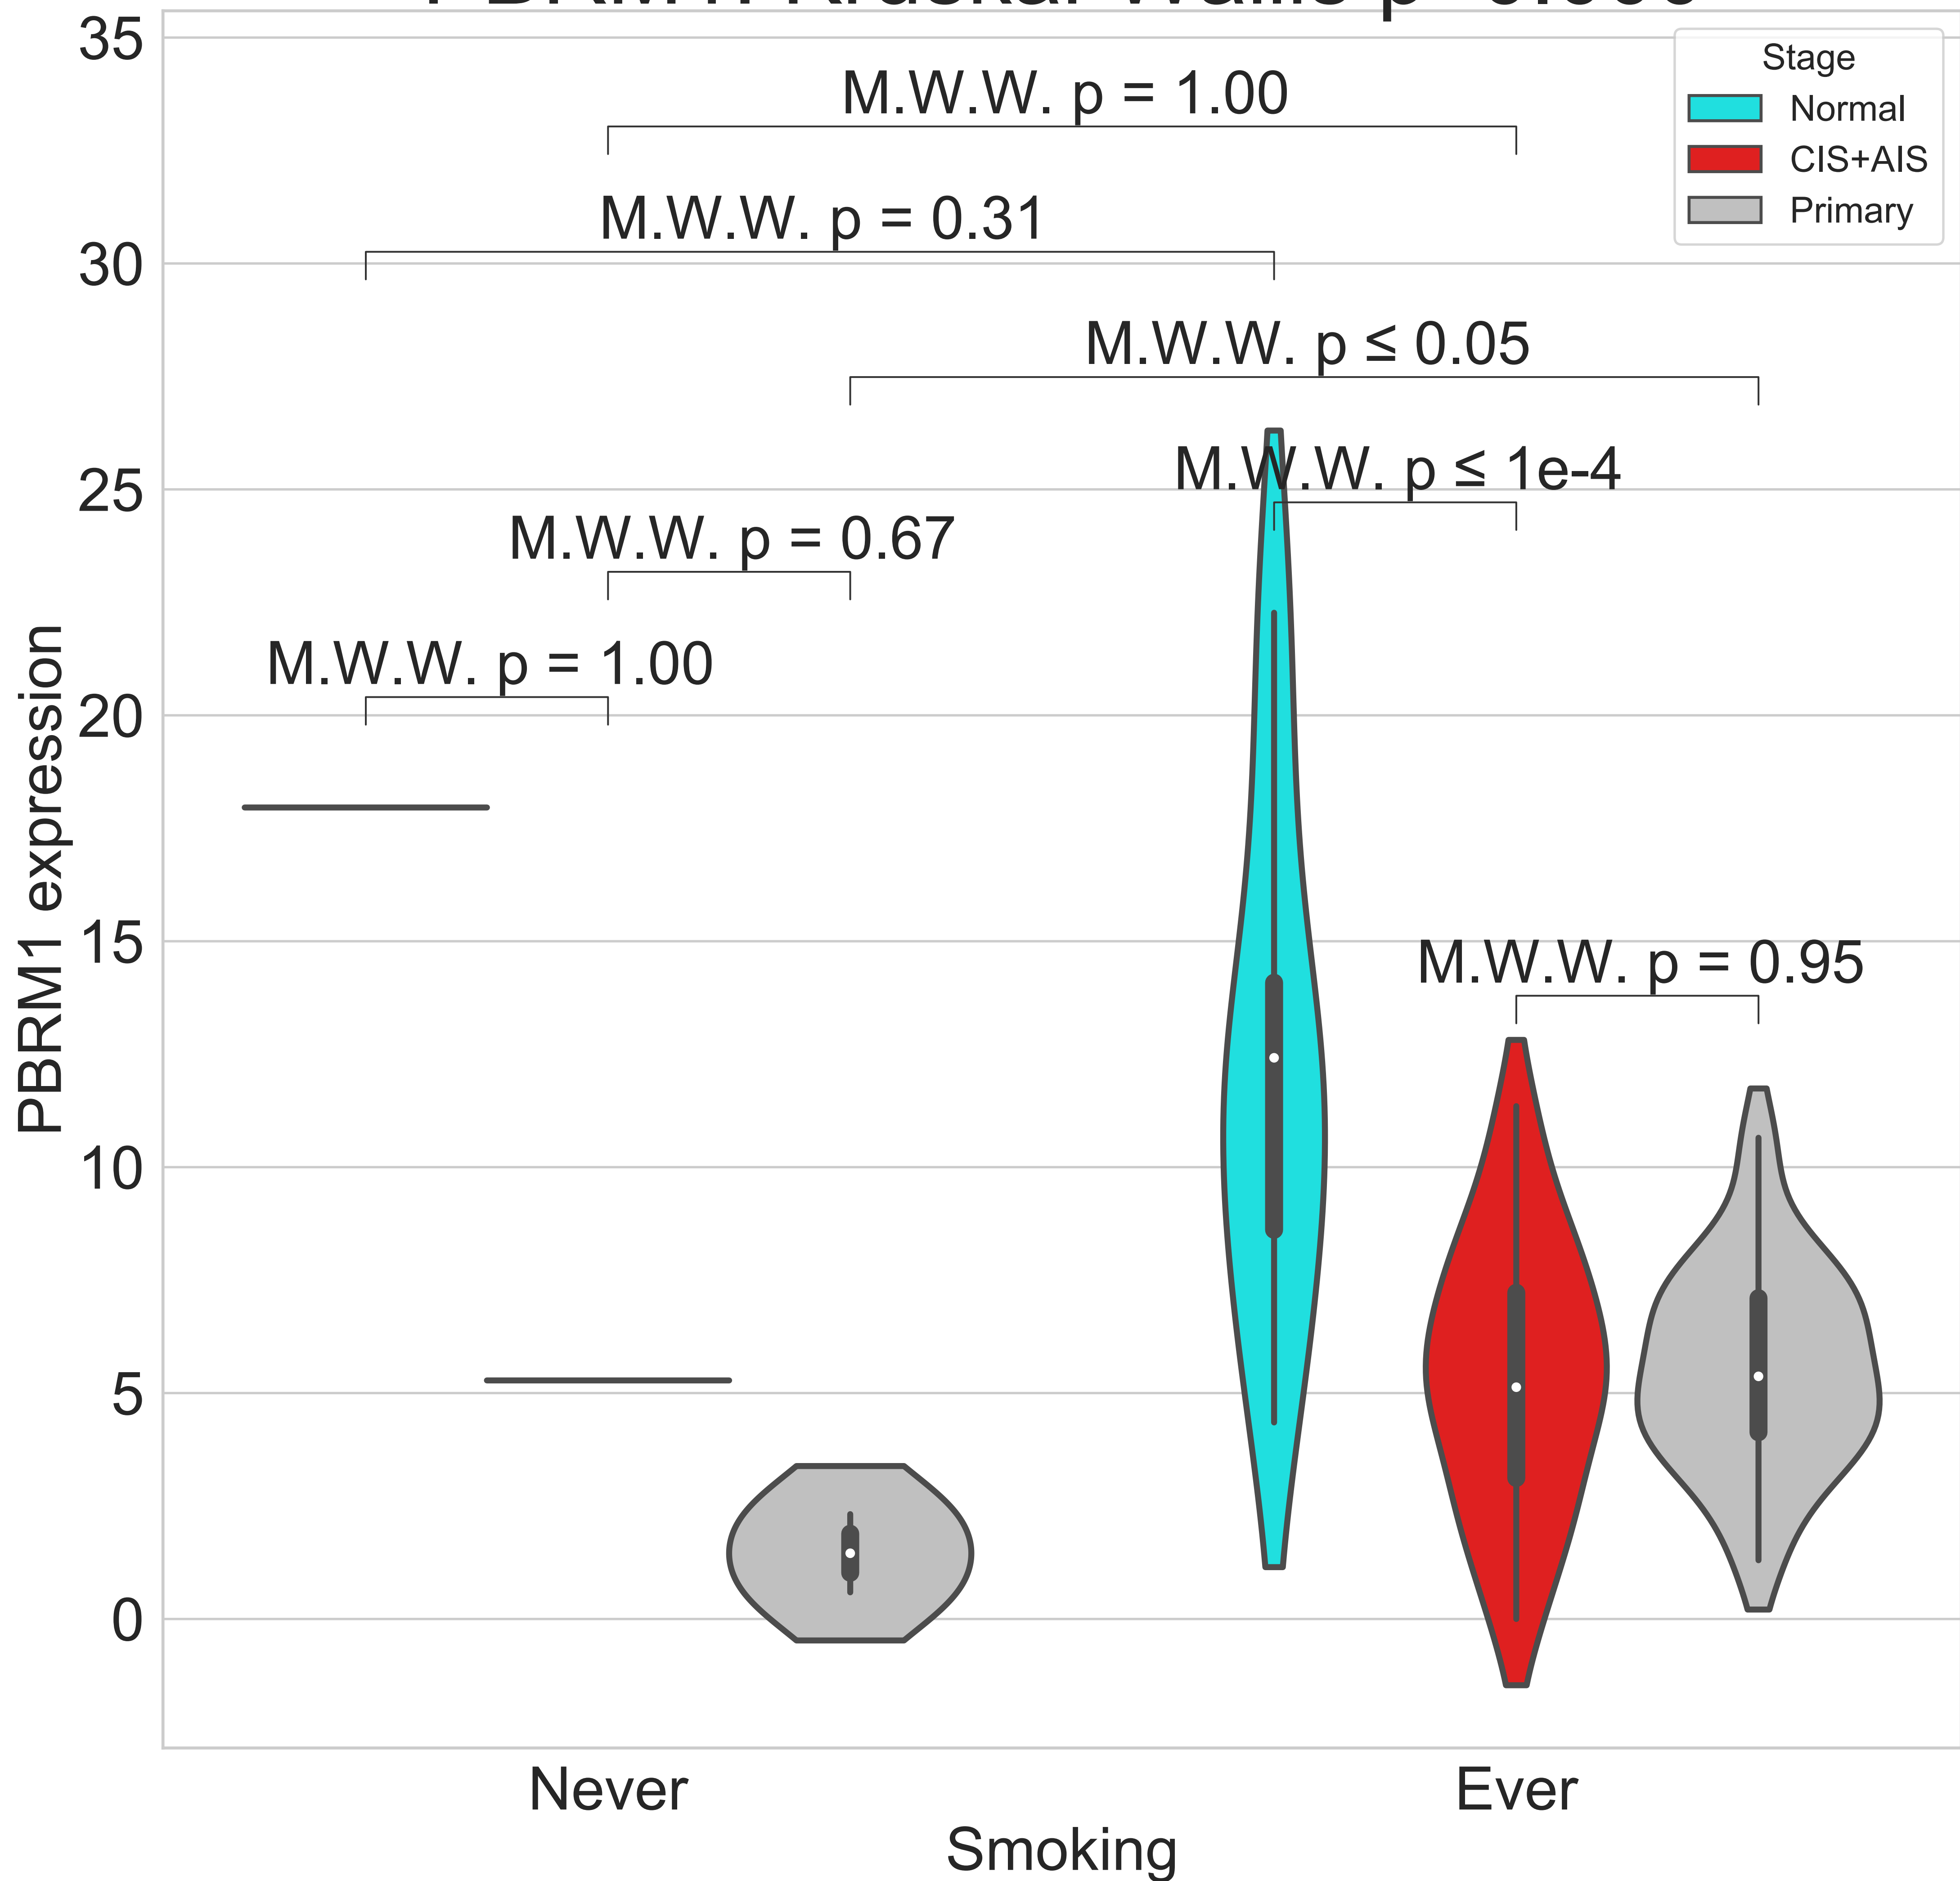 35
M.W.W. p = 1.00
M.W.W. p = 0.31
30
M.W.W. p ≤ 0.05
M.W.W. p ≤ 1e-4
25
M.W.W. p = 0.67
M.W.W. p = 1.00
20
M.W.W. p = 0.95
15
10
5
0
PBRM1 expression
Never
Ever
Smoking
Stage
Normal
CIS+AIS
Primary